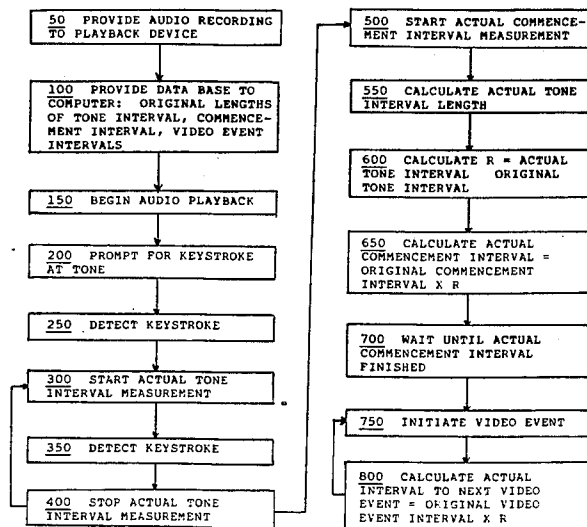 50 PROVIDE AUDIO RECORDING
TO PLAYBACK DEVICE
100 PROVIDE DATA BASE TO
COMPUTER: ORIGINAL LENGTHS
OF TONE INTERVAL, COMMENCE-
MENT INTERVAL, VIDEO EVENT
INTERVALS
150 BEGIN AUDIO PLAYBACK
200 PROMPT FOR KEYSTROKE
AT TONE
250 DETECT KEYSTROKE
300 START ACTUAL TONE
INTERVAL MEASUREMENT
350 DETECT KEYSTROKE
400 STOP ACTUAL TONE
INTERVAL MEASUREMENT
500 START ACTUAL COMMENCE-
MENT INTERVAL MEASUREMENT
550 CALCULATE ACTUAL TONE
INTERVAL LENGTH
600 CALCULATE R = ACTUAL
TONE INTERVAL ORIGINAL
TONE INTERVAL
650 CALCULATE ACTUAL
COMMENCEMENT INTERVAL =
ORIGINAL COMMENCEMENT
INTERVAL X R
700 WAIT UNTIL ACTUAL
COMMENCEMENT INTERVAL
FINISHED
750 INITIATE VIDEO EVENT
800 CALCULATE ACTUAL
INTERVAL TO NEXT VIDEO
EVENT = ORIGINAL VIDEO
EVENT INTERVAL X R